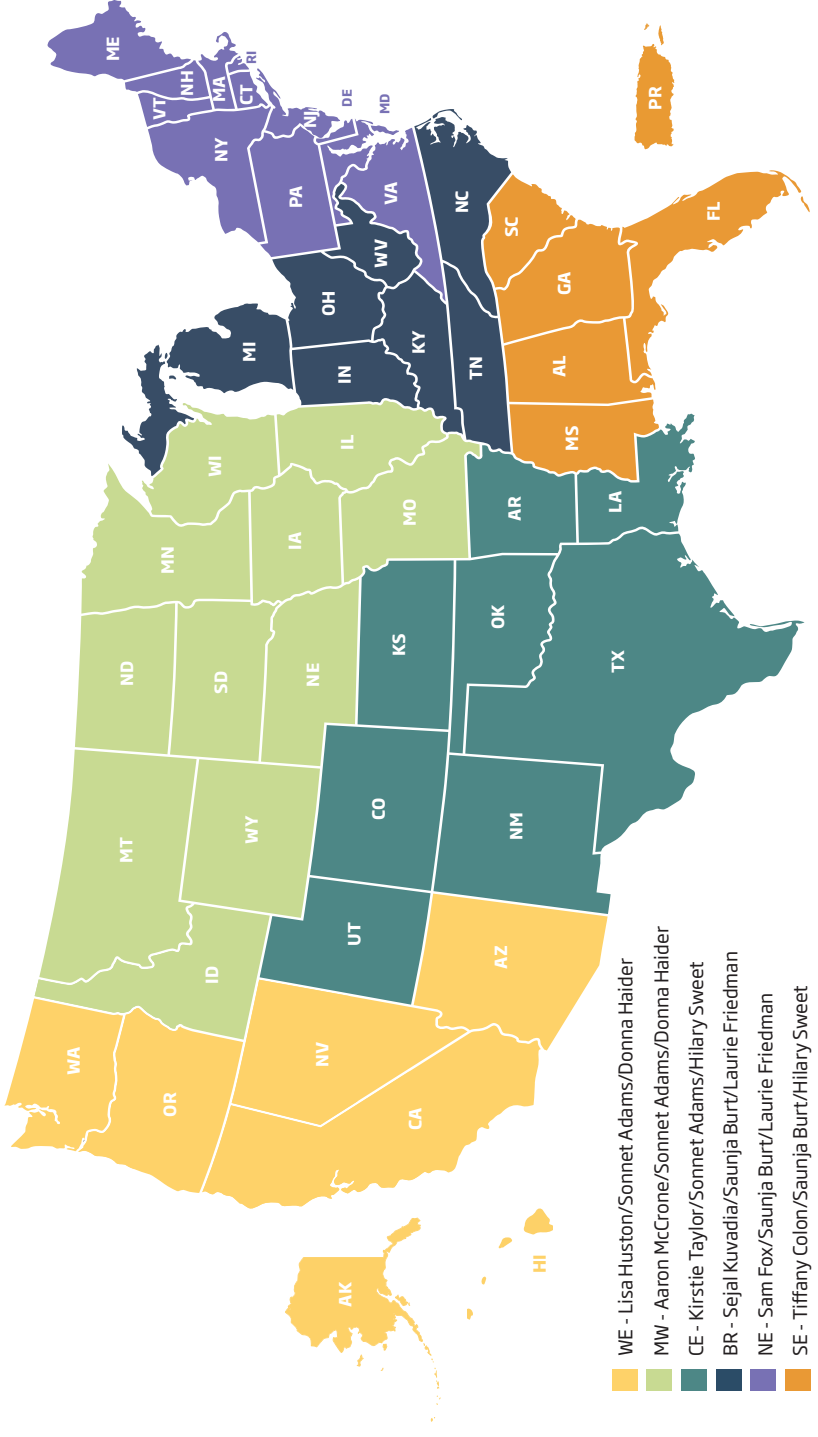 WA
OR
CA
NV
AZ
AK
HI
MT
ID
WY
ND
SD
NE
MN
IA
MO
WI
IL
UT
CO
NM
KS
OK
TX
AR
LA
MI
IN
OH
KY
TN
WV
NC
ME
VT
NH
MA
RI
CT
NY
PA
NJ
DE
MD
VA
MS
AL
GA
SC
FL
PR
WE - Lisa Huston/Sonnet Adams/Donna Haider
MW - Aaron McCrone/Sonnet Adams/Donna Haider
CE - Kirstie Taylor/Sonnet Adams/Hilary Sweet
BR - Sejal Kuvadia/Saunja Burt/Laurie Friedman
NE - Sam Fox/Saunja Burt/Laurie Friedman
SE - Tiffany Colon/Saunja Burt/Hilary Sweet